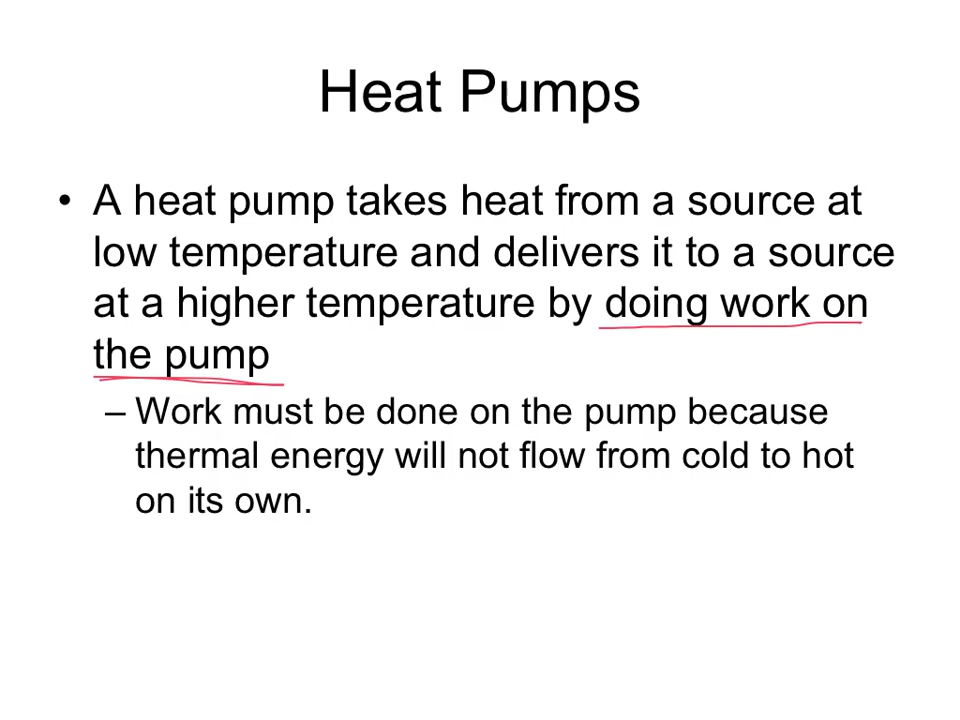 Heat Pumps
• A heat pump takes heat from a source at
low temperature and delivers it to a source
at a higher temperature by doing work on
the pump
– Work must be done on the pump because
thermal energy will not flow from cold to hot
on its own.